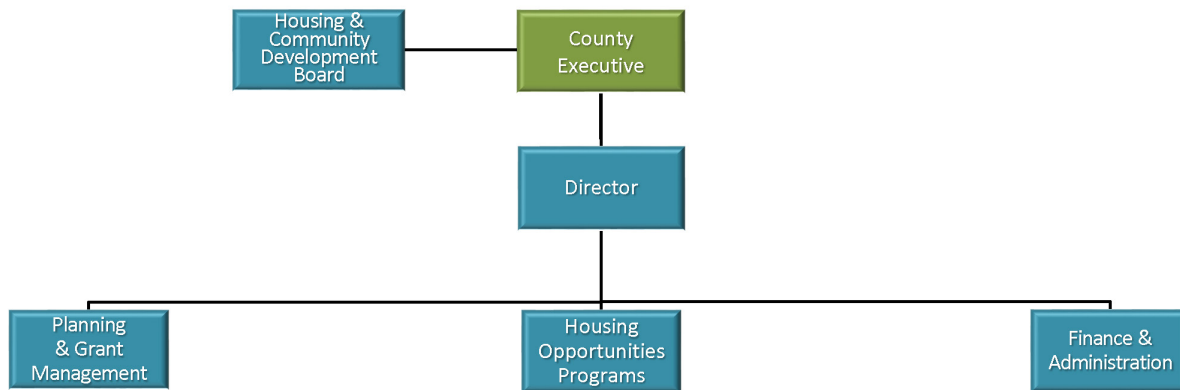 Housing &
Community
Development
Board
County
Executive
Director
Planning
& Grant
Management
Housing
Opportunities
Programs
Finance &
Administration